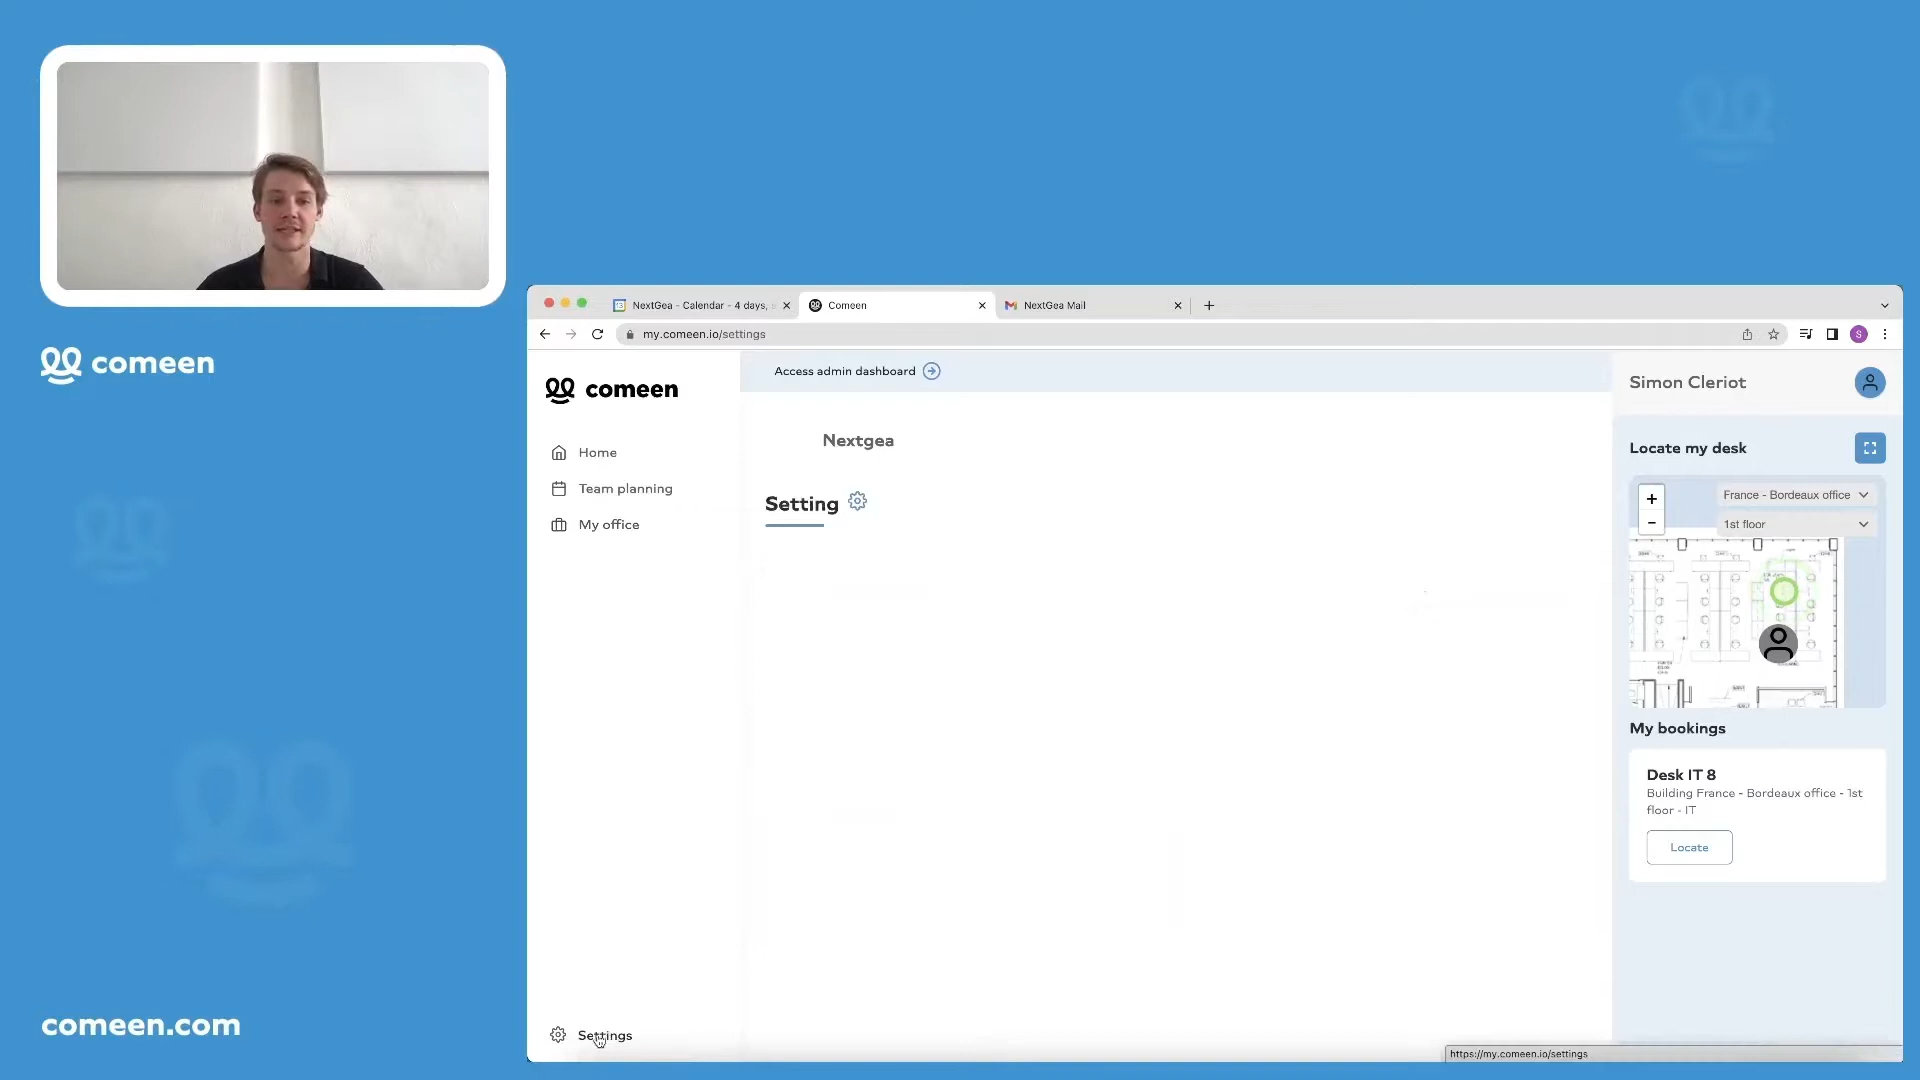 comeen
comeen.com
NextGea - Calendar - 4 days,
Comeen
NextGea Mail
my.comeen.io/settings
S
comeen
Home
Team planning
My office
Settings
Access admin dashboard
Nextgea
Setting
Simon Cleriot
Locate my desk
+
-
France - Bordeaux office
1st floor
My bookings
Desk IT 8
Building France - Bordeaux office - 1st
floor - IT
Locate
https://my.comeen.io/settings